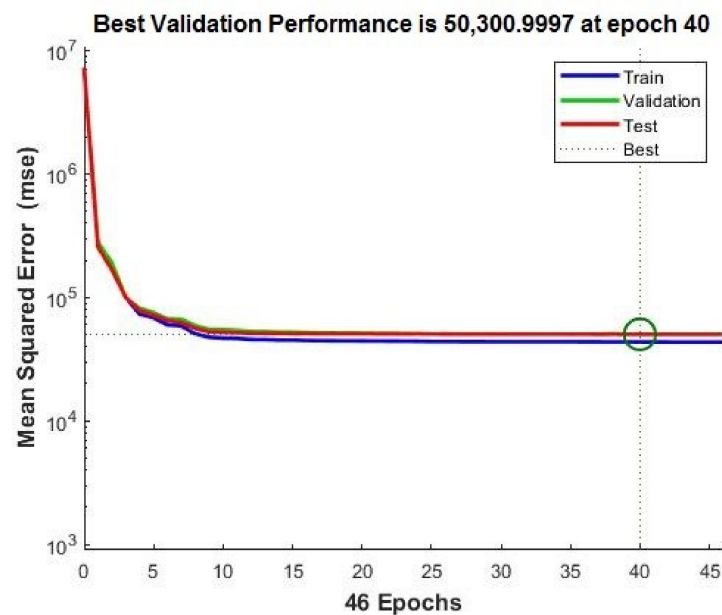 Best Validation Performance is 50,300.9997 at epoch 40
Train
Validation
Test
Best
Mean Squared Error (mse)
10^7
10^6
10^5
10^4
10^3
0 5 10 15 20 25 30 35 40 45
46 Epochs